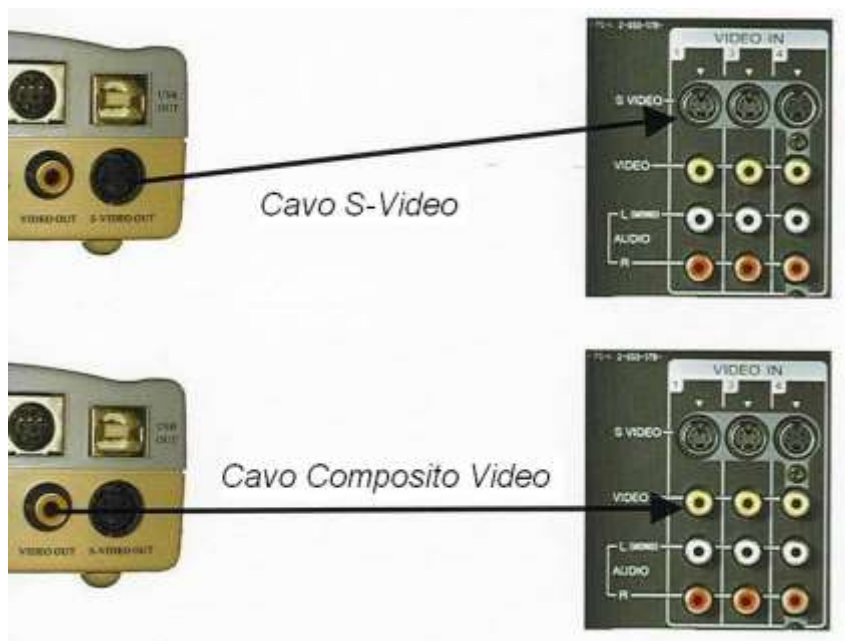 USB
OUT
VIDEO OUT S-VIDEO OUT
Cavo S-Video
VIDEO IN
1 3 4
S VIDEO
VIDEO
L (MONO)
AUDIO
R
USB
OUT
VIDEO OUT S-VIDEO OUT
Cavo Composito Video
VIDEO IN
1 3 4
S VIDEO
VIDEO
L (MONO)
AUDIO
R